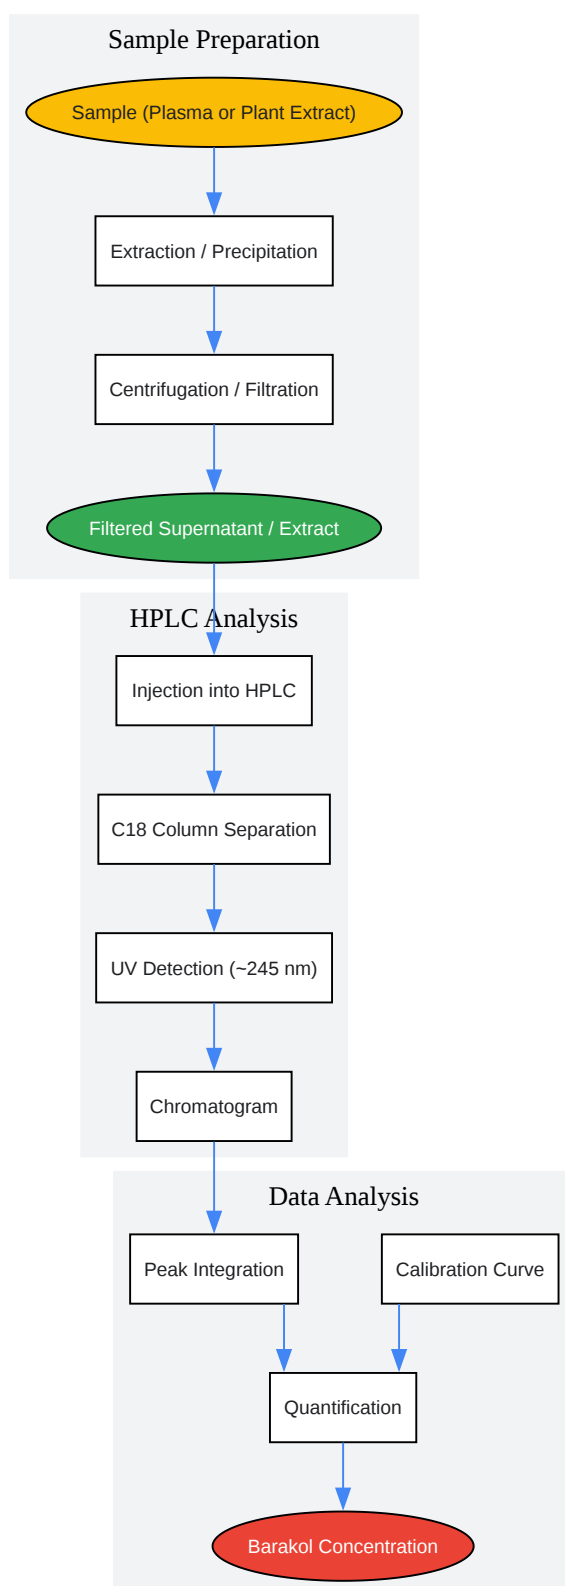 Sample Preparation
Sample (Plasma or Plant Extract)
Extraction / Precipitation
Centrifugation / Filtration
Filtered Supernatant / Extract
HPLC Analysis
Injection into HPLC
C18 Column Separation
UV Detection (~245 nm)
Chromatogram
Data Analysis
Peak Integration
Calibration Curve
Quantification
Barakol Concentration